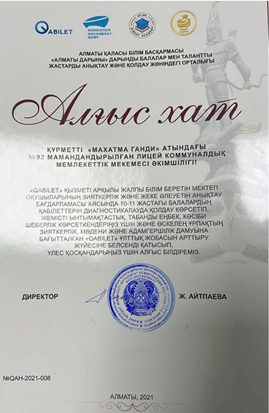 QABILET
АЛМАТЫ ҚАЛАСЫ БІЛІМ БАСҚАРМАСЫ
«АЛМАТЫ ДАРЫНЫ» ДАРЫНДЫ БАЛАЛАР МЕН ТАЛАНТТЫ
ЖАСТАРДЫ АНЫҚТАУ ЖӘНЕ ҚОЛДАУ ЖӨНІНДЕГІ ОРТАЛЫҒЫ
Алғыс хат
ҚҰРМЕТТІ «МАХАТМА ГАНДИ» АТЫНДАҒЫ
№92 МАМАНДАНДЫРЫЛҒАН ЛИЦЕЙ КОММУНАЛДЫҚ
МЕМЛЕКЕТТІК МЕКЕМЕСІ ӘКІМШІЛІГІ!
«QABILET» ҚЫЗМЕТІ АРҚЫЛЫ ЖАЛПЫ БІЛІМ БЕРЕТІН МЕКТЕП
ОҚУШЫЛАРЫНЫҢ ЗИЯТКЕРЛІК ЖӘНЕ ЖЕКЕ ӘЛЕУЕТІН АНЫҚТАУ
БАҒДАРЛАМАСЫ АЯСЫНДА 10-11 ЖАСТАҒЫ БАЛАЛАРДЫҢ
ҚАБІЛЕТТЕРІН ДИАГНОСТИКАЛАУДА ҚОЛДАУ КӨРСЕТІП,
ЖЕМІСТІ ЫНТЫМАҚТАСТЫҚ, ТАБАНДЫ ЕҢБЕК, КӘСІБИ
ШЕБЕРЛІК КӨРСЕТКЕНДЕРІҢІЗ ҮШІН ЖӘНЕ ӨСКЕЛЕҢ ҰРПАҚТЫҢ
ЗИЯТКЕРЛІК, МӘДЕНИ ЖӘНЕ АДАМГЕРШІЛІК ДАМУЫНА
БАҒЫТТАЛҒАН «QABILET» ҰЛТТЫҚ ЖОБАСЫН АРТТЫРУ
ЖҮЙЕСІНЕ БЕЛСЕНДІ ҚАТЫСЫП,
ҮЛЕС ҚОСҚАНДАРЫҢЫЗ ҮШІН АЛҒЫС БІЛДІРЕМІЗ.
ДИРЕКТОР Ж. АЙТПАЕВА
№QAH-2021-008
АЛМАТЫ, 2021